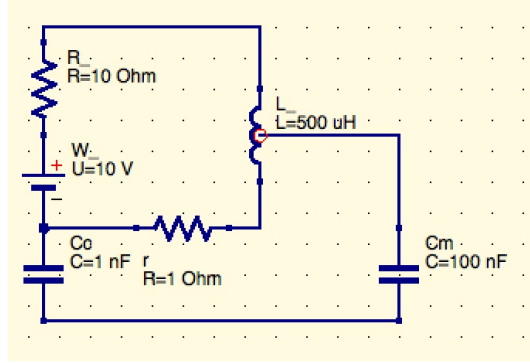 R_
R=10 Ohm
L_
L=500 uH
W_
U=10 V
Cc
C=1 nF
r
R=1 Ohm
Cm
C=100 nF